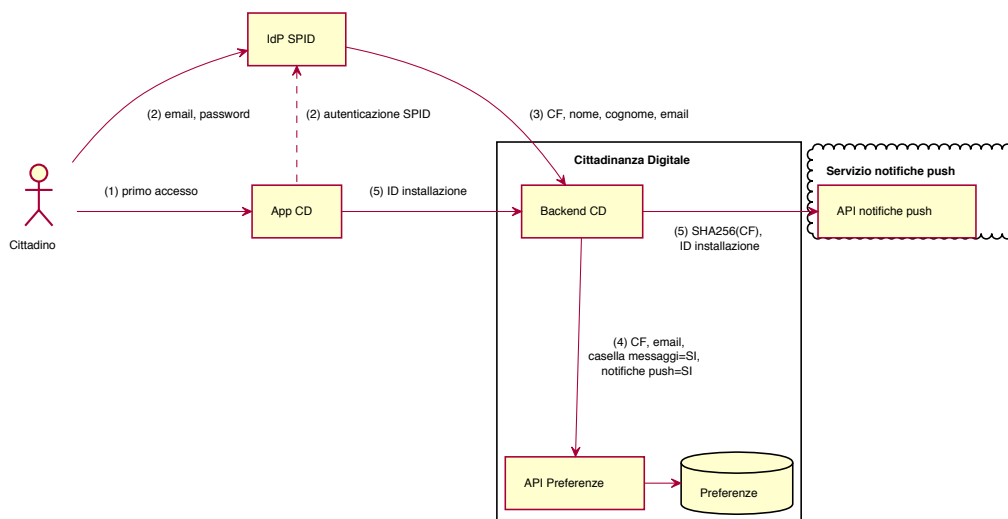 IdP SPID
(2) email, password
(2) autenticazione SPID
(3) CF, nome, cognome, email
Cittadinanza Digitale
Servizio notifiche push
(1) primo accesso
App CD
(5) ID installazione
Backend CD
API notifiche push
Cittadino
(5) SHA256(CF),
ID installazione
(4) CF, email,
casella messaggi=SI,
notifiche push=SI
API Preferenze
Preferenze